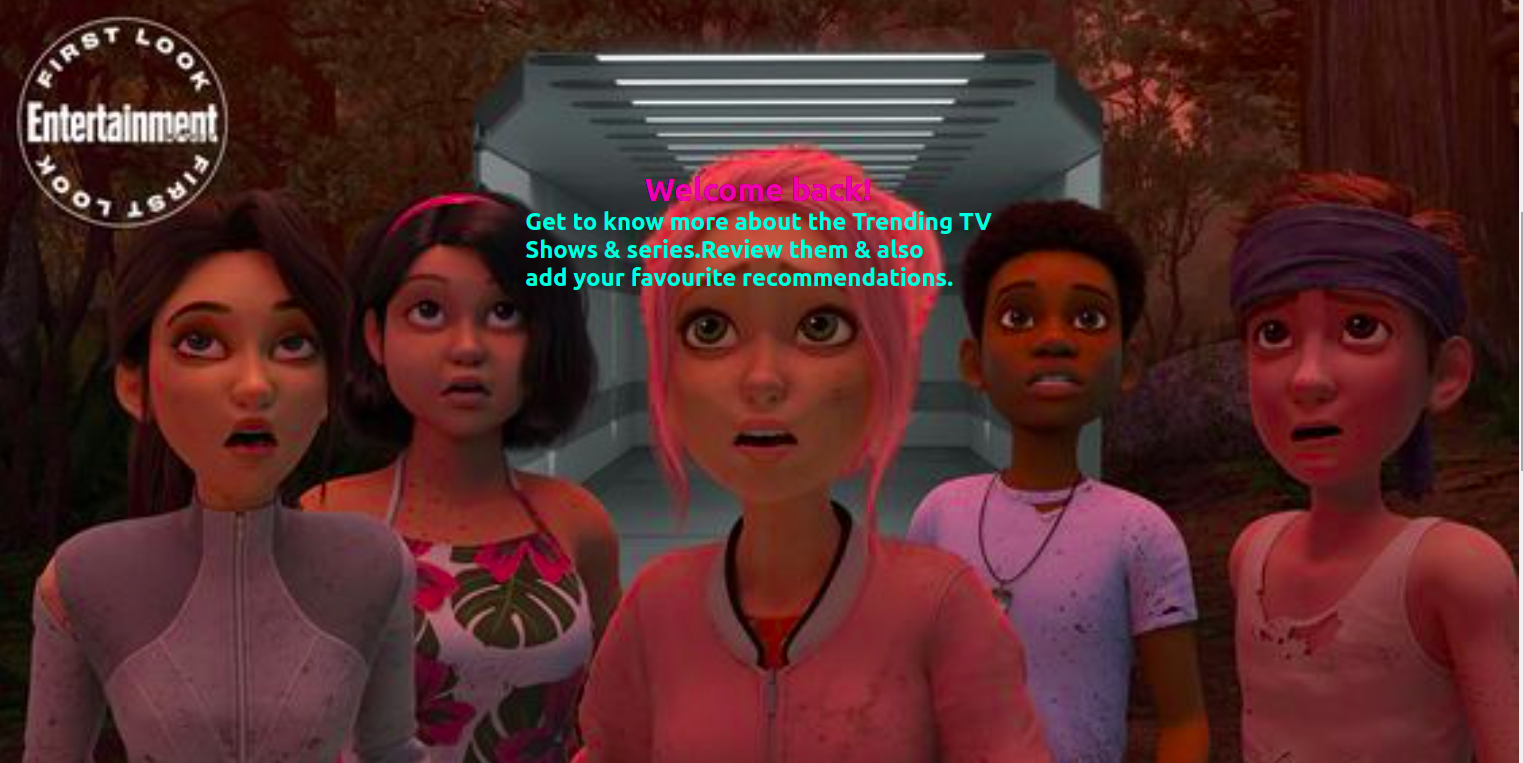 FIRST LOOK
Entertainment
FIRST LOOK
Welcome back!
Get to know more about the Trending TV
Shows & series.Review them & also
add your favourite recommendations.